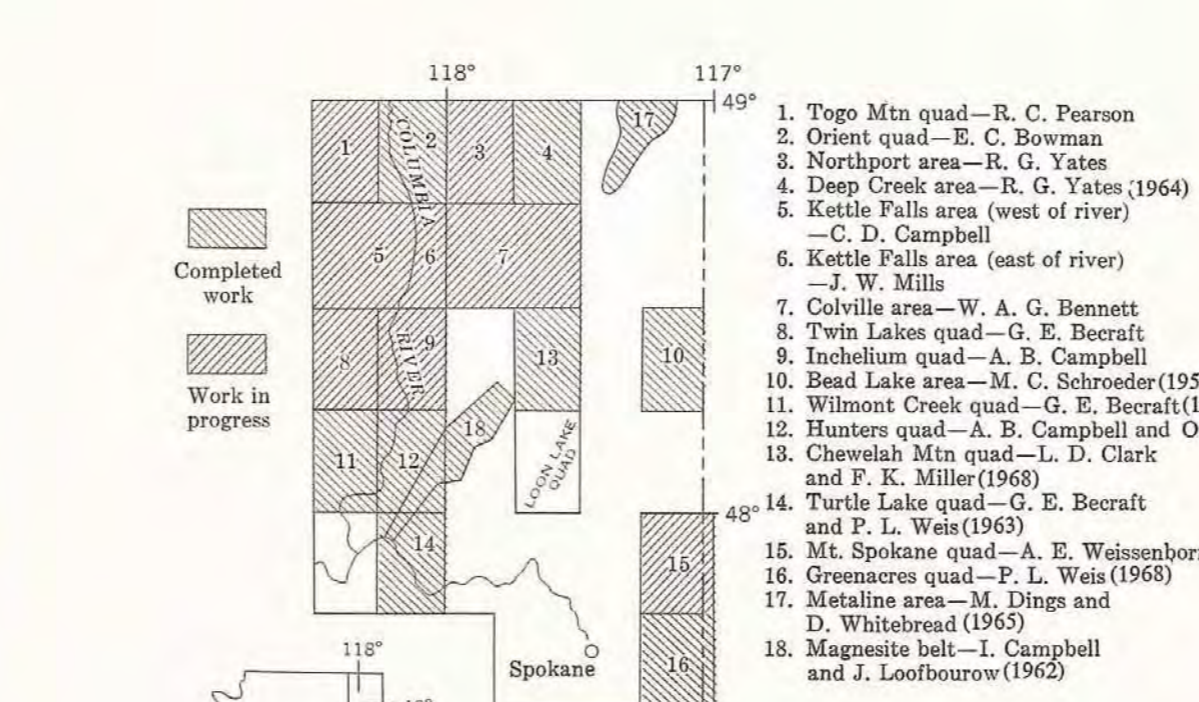 118°
117°
49°
1
2
3
4
17
COLUMBIA
5
6
7
Completed
work
8
9
RIVER
13
10
Work in
progress
18
11
12
LOON LAKE
QUAD
48°
14
15
16
Spokane
118°
1. Togo Mtn quad—R. C. Pearson
2. Orient quad—E. C. Bowman
3. Northport area—R. G. Yates
4. Deep Creek area—R. G. Yates (1964)
5. Kettle Falls area (west of river)
—C. D. Campbell
6. Kettle Falls area (east of river)
—J. W. Mills
7. Colville area—W. A. G. Bennett
8. Twin Lakes quad—G. E. Becraft
9. Inchelium quad—A. B. Campbell
10. Bead Lake area—M. C. Schroeder (195
11. Wilmont Creek quad—G. E. Becraft (1
12. Hunters quad—A. B. Campbell and O
13. Chewelah Mtn quad—L. D. Clark
and F. K. Miller (1968)
14. Turtle Lake quad—G. E. Becraft
and P. L. Weis (1963)
15. Mt. Spokane quad—A. E. Weissenbor
16. Greenacres quad—P. L. Weis (1968)
17. Metaline area—M. Dings and
D. Whitebread (1965)
18. Magnesite belt—I. Campbell
and J. Loofbourow (1962)